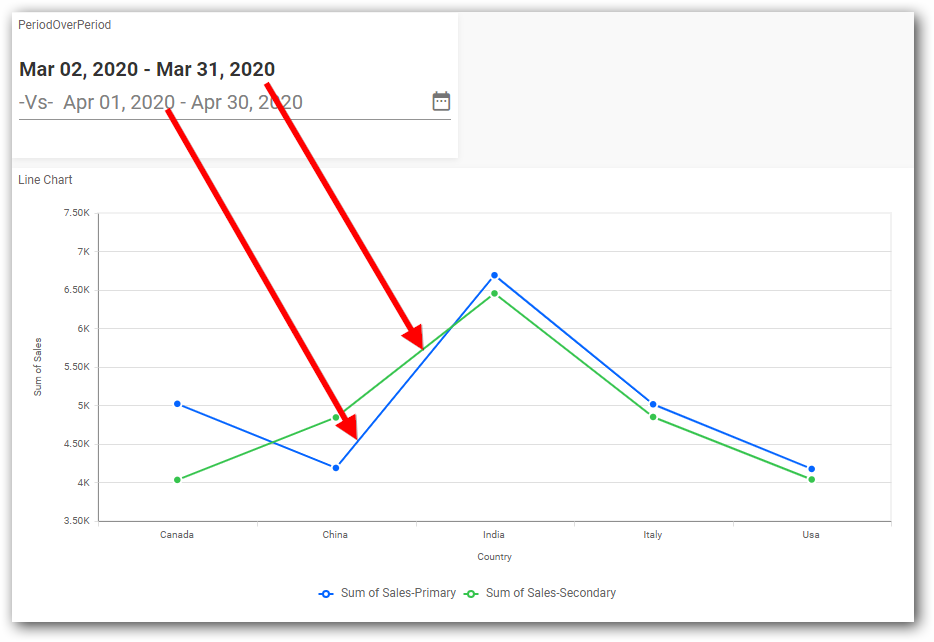 PeriodOverPeriod
Mar 02, 2020 - Mar 31, 2020
-Vs- Apr 01, 2020 - Apr 30, 2020
Line Chart
7.50K
7K
6.50K
6K
5.50K
5K
4.50K
4K
3.50K
Sum of Sales
Canada China India Italy Usa
Country
Sum of Sales-Primary Sum of Sales-Secondary